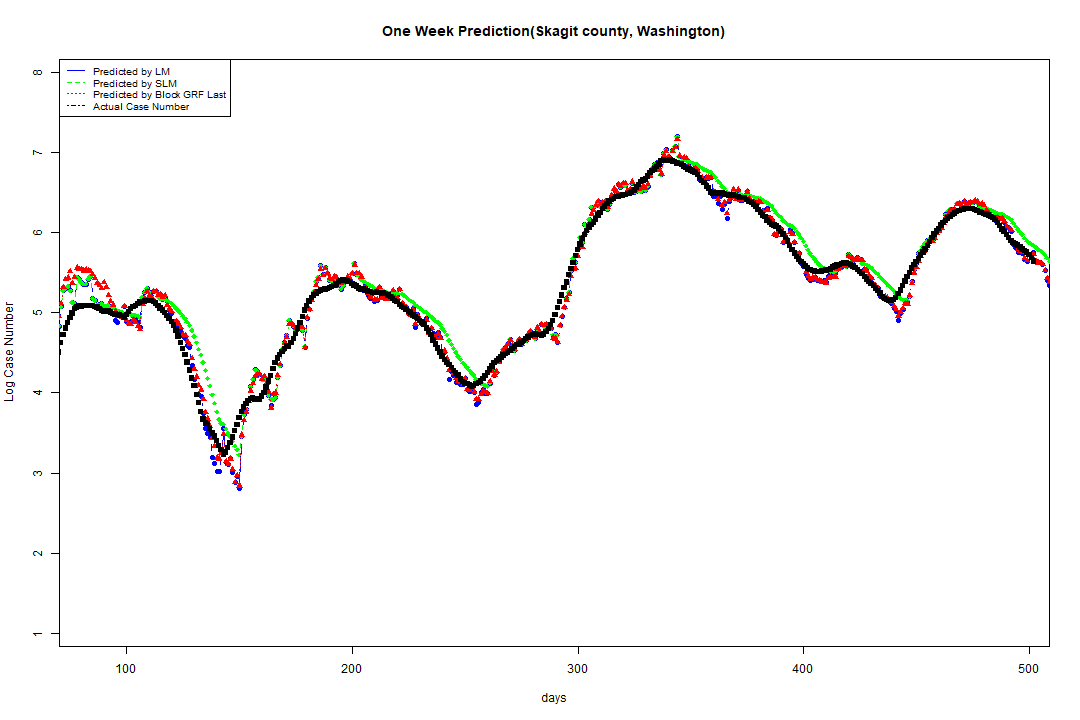 One Week Prediction(Skagit county, Washington)
Predicted by LM
Predicted by SLM
Predicted by Block GRF Last
Actual Case Number
8
7
6
5
4
3
2
1
Log Case Number
100 200 300 400 500
days